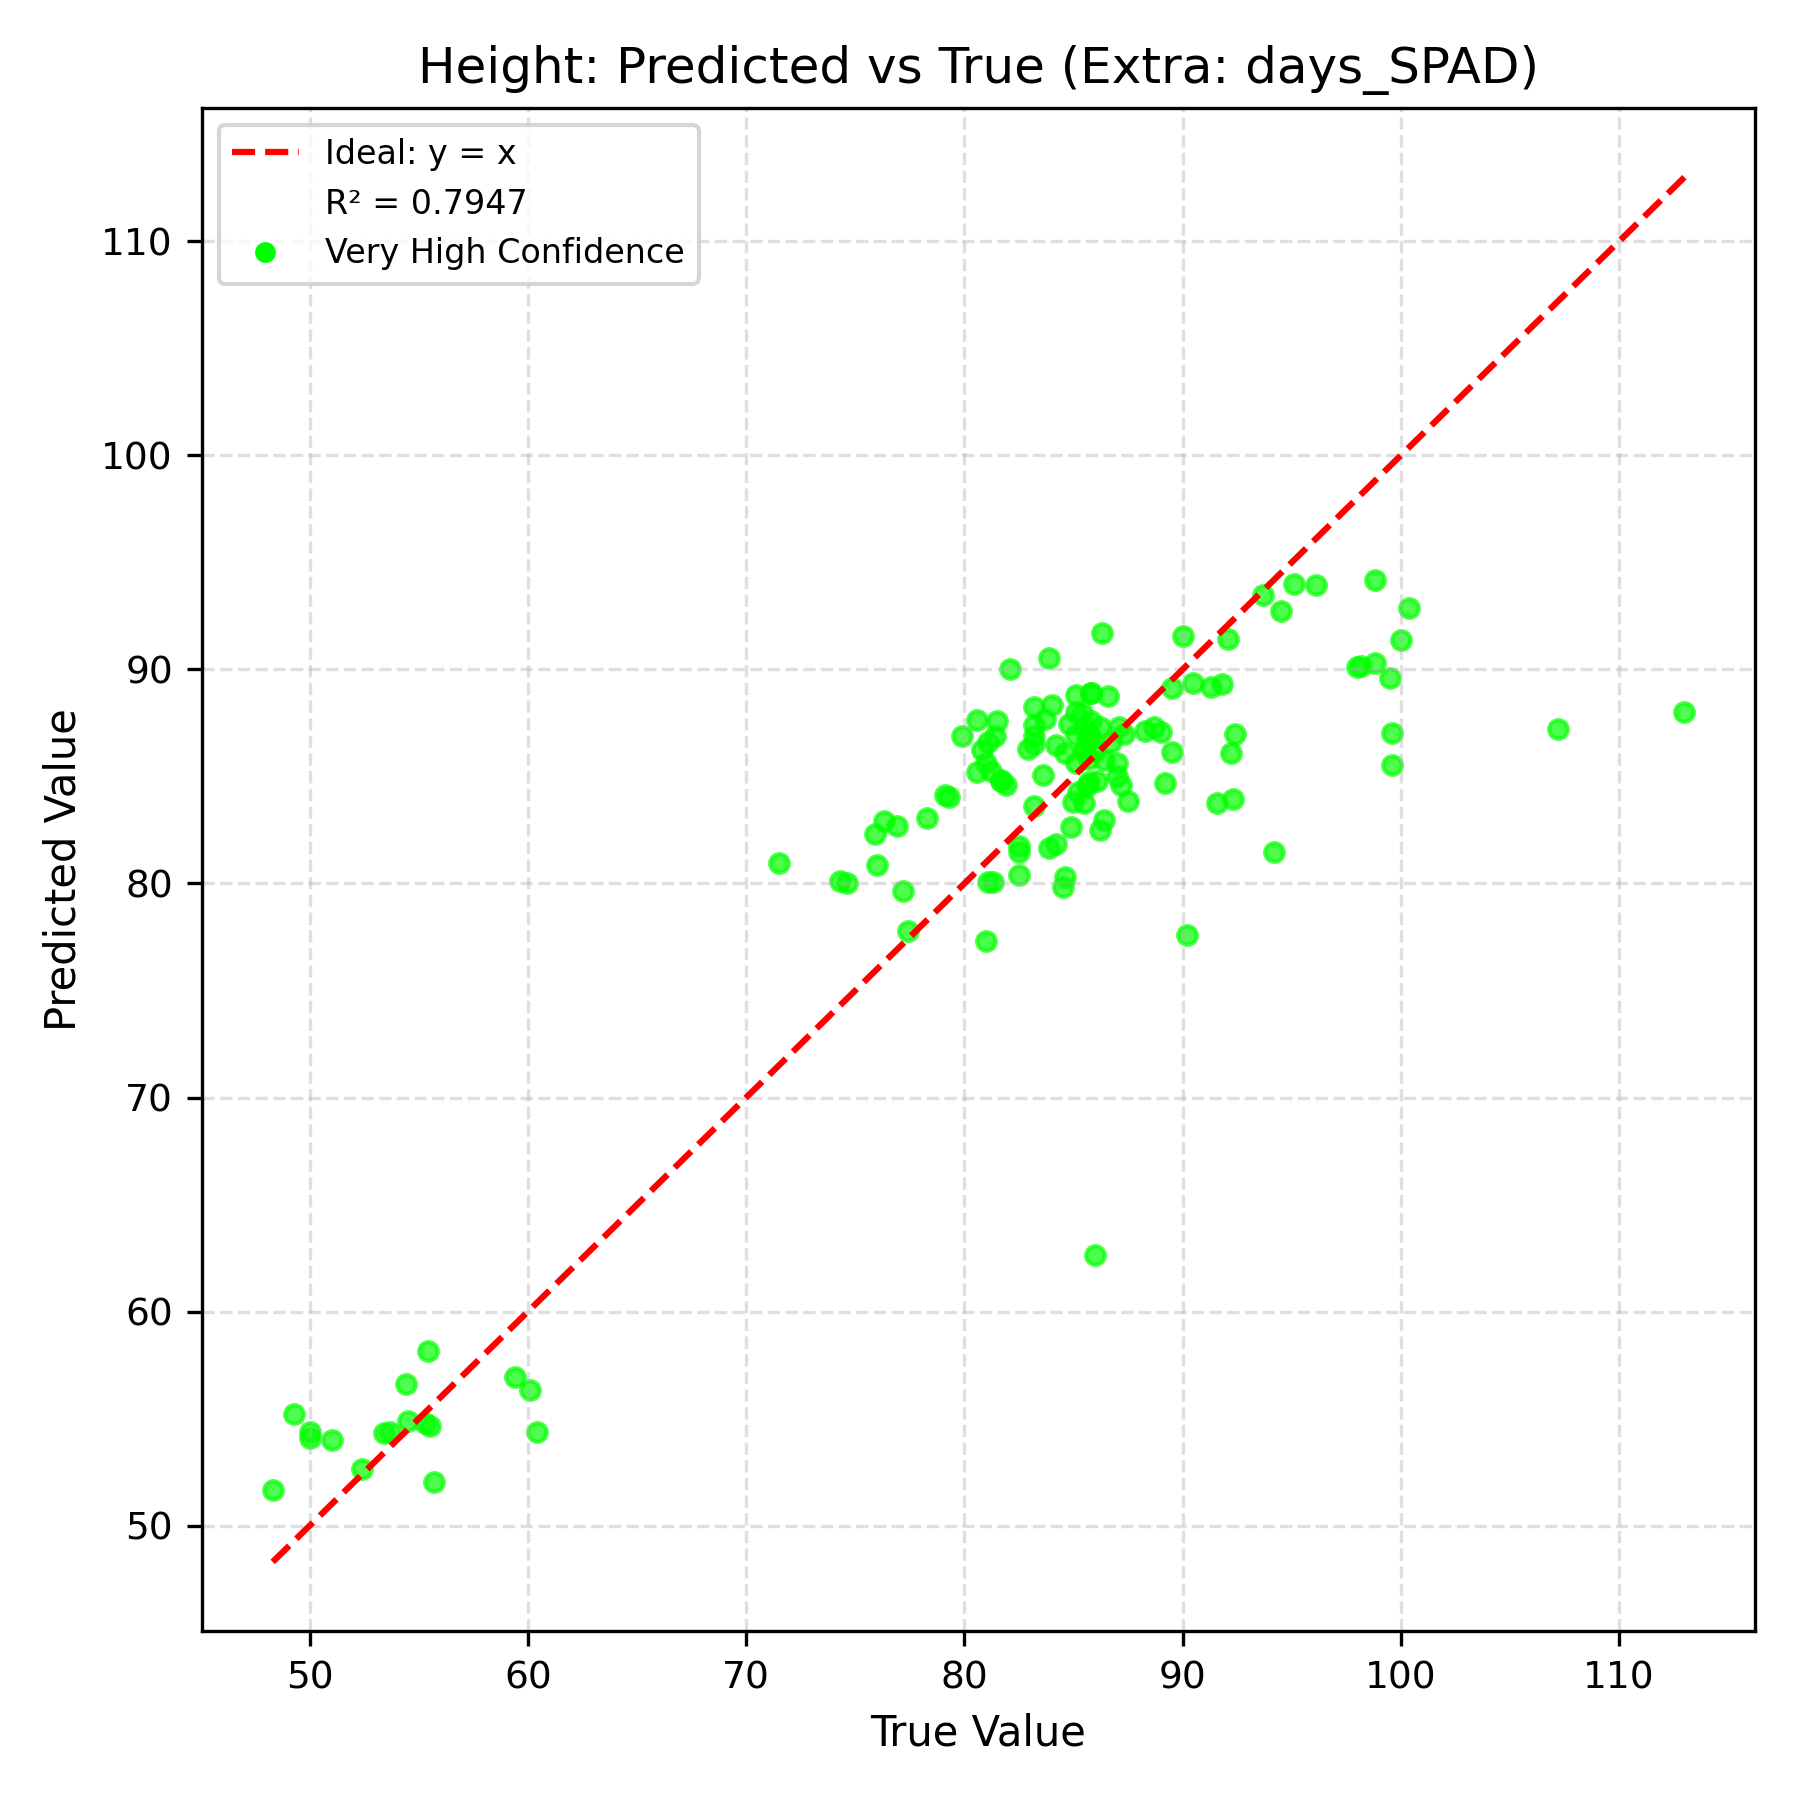 Height: Predicted vs True (Extra: days_SPAD)
Ideal: y = x
R² = 0.7947
Very High Confidence
110
100
90
80
70
60
50
Predicted Value
50 60 70 80 90 100 110
True Value